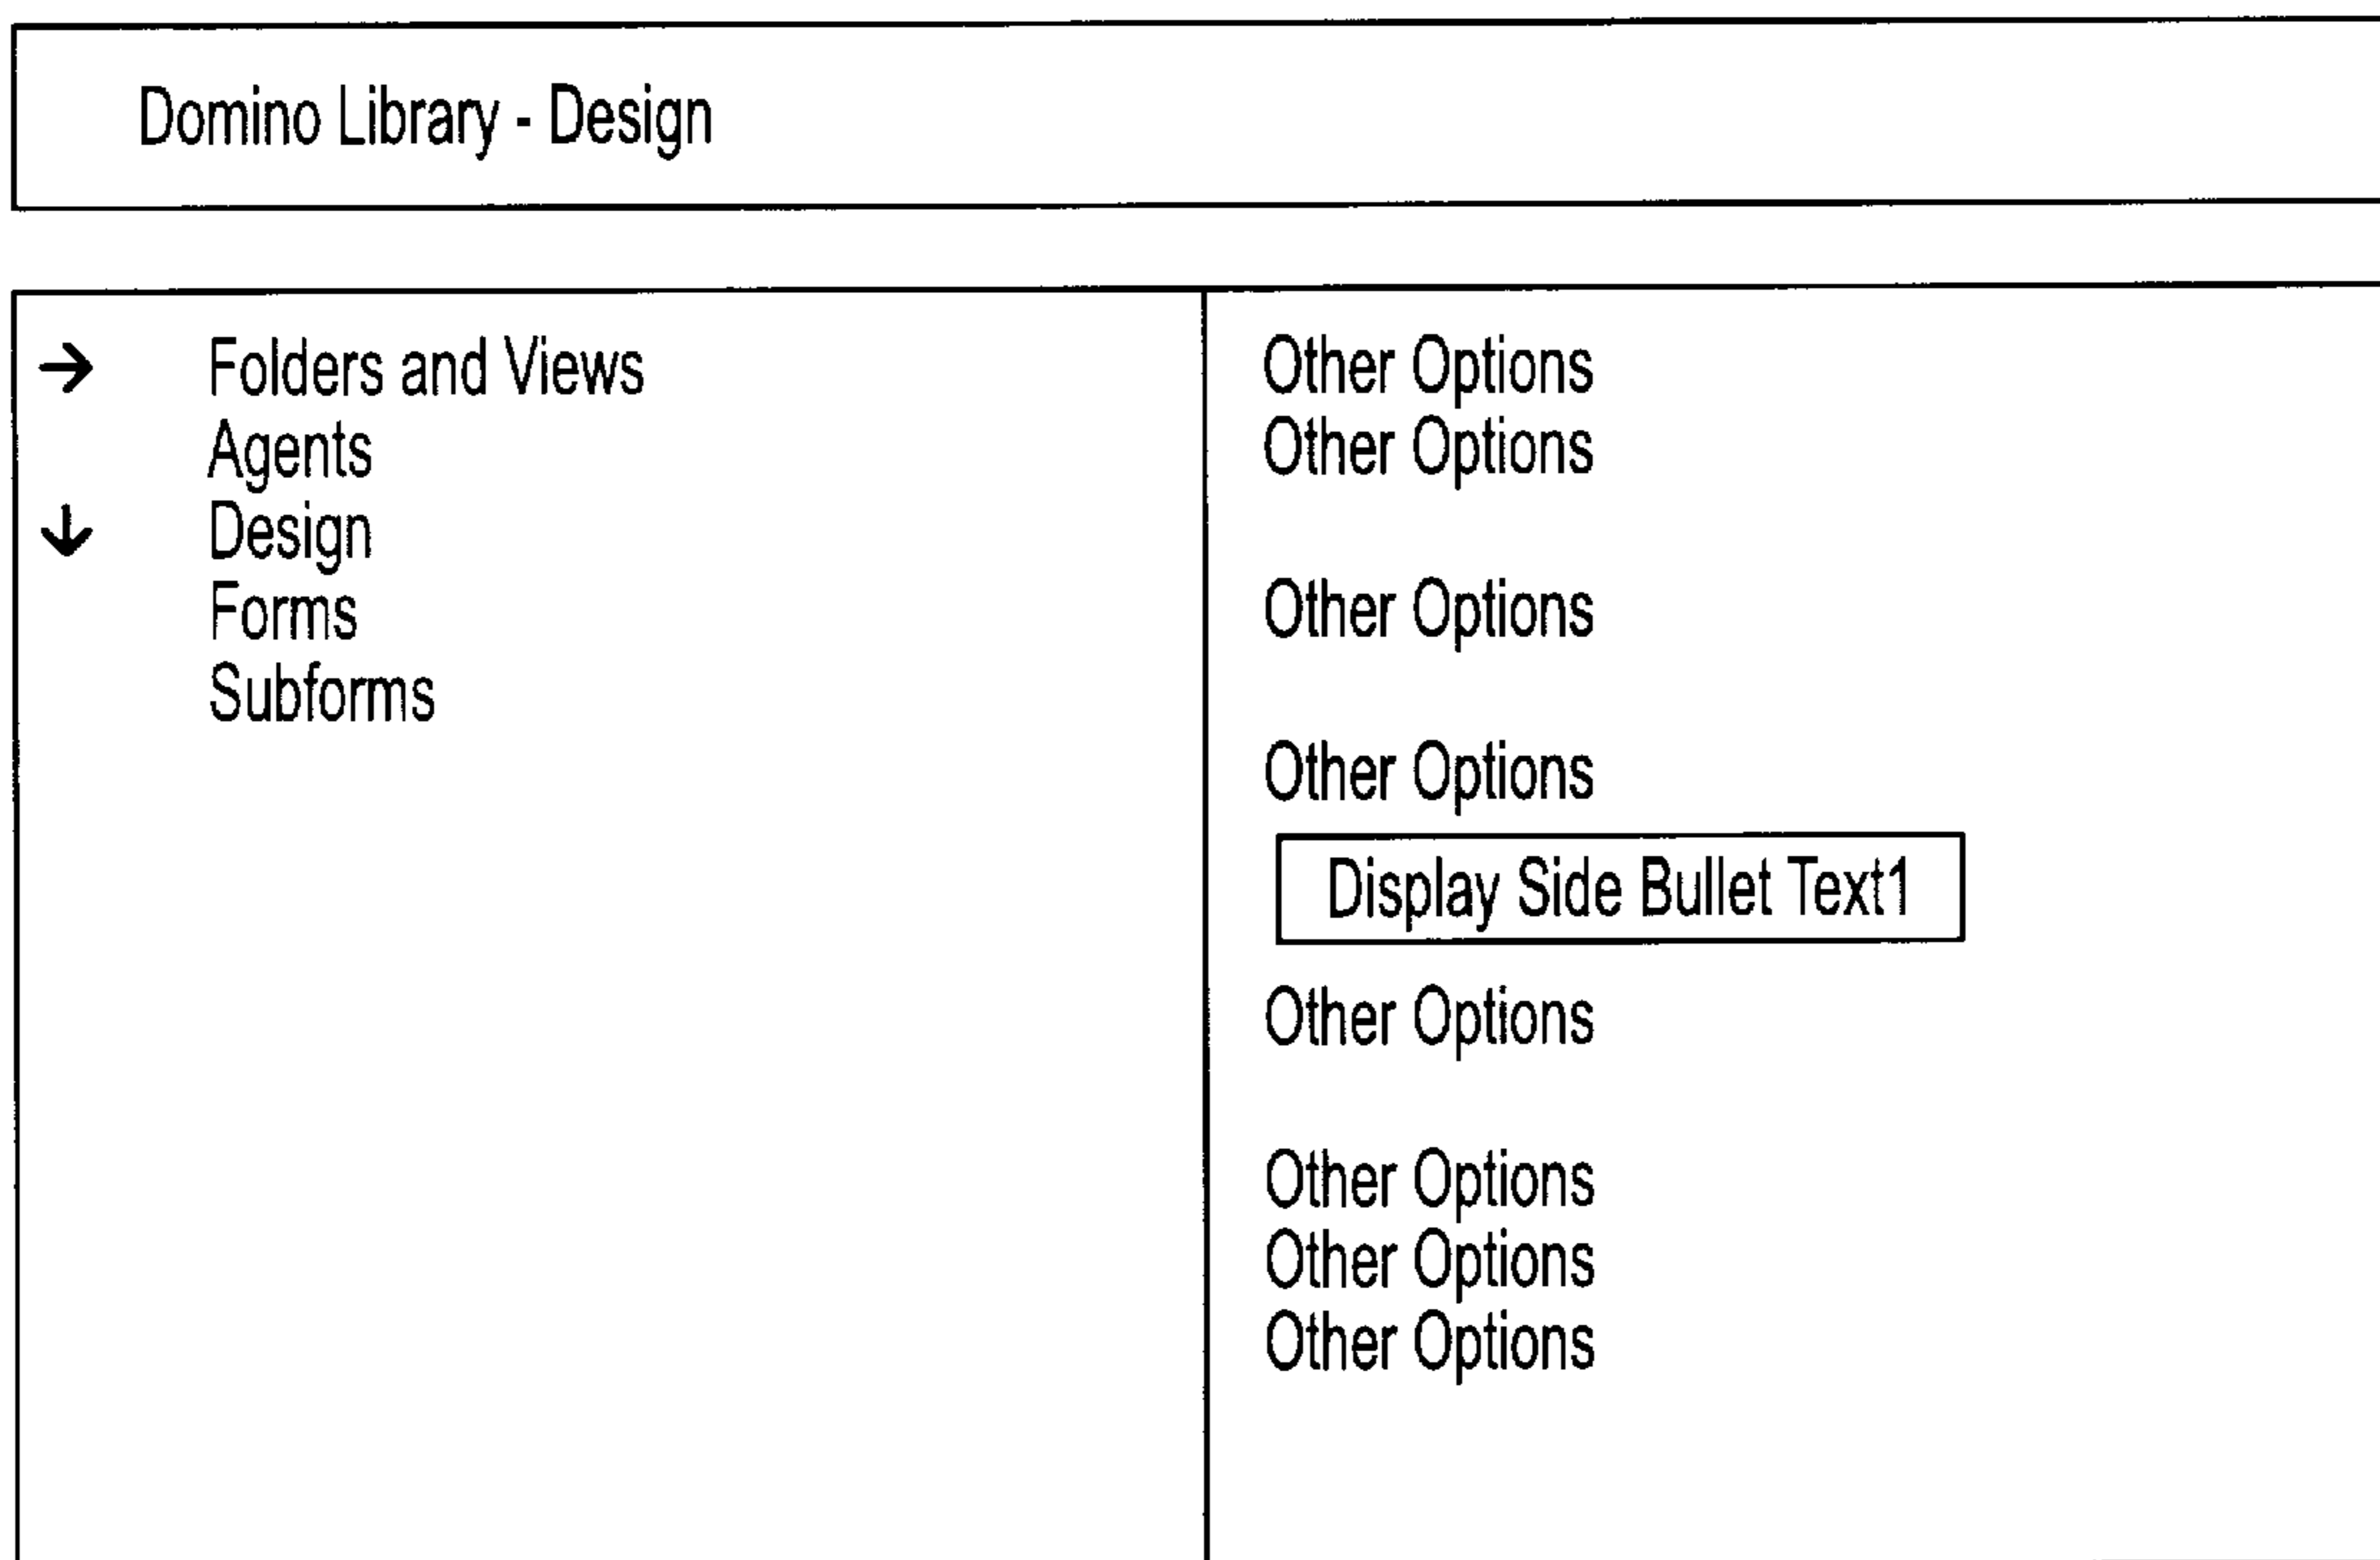 Domino Library - Design
→ Folders and Views
Agents
↓ Design
Forms
Subforms
Other Options
Other Options
Other Options
Other Options
Display Side Bullet Text1
Other Options
Other Options
Other Options
Other Options